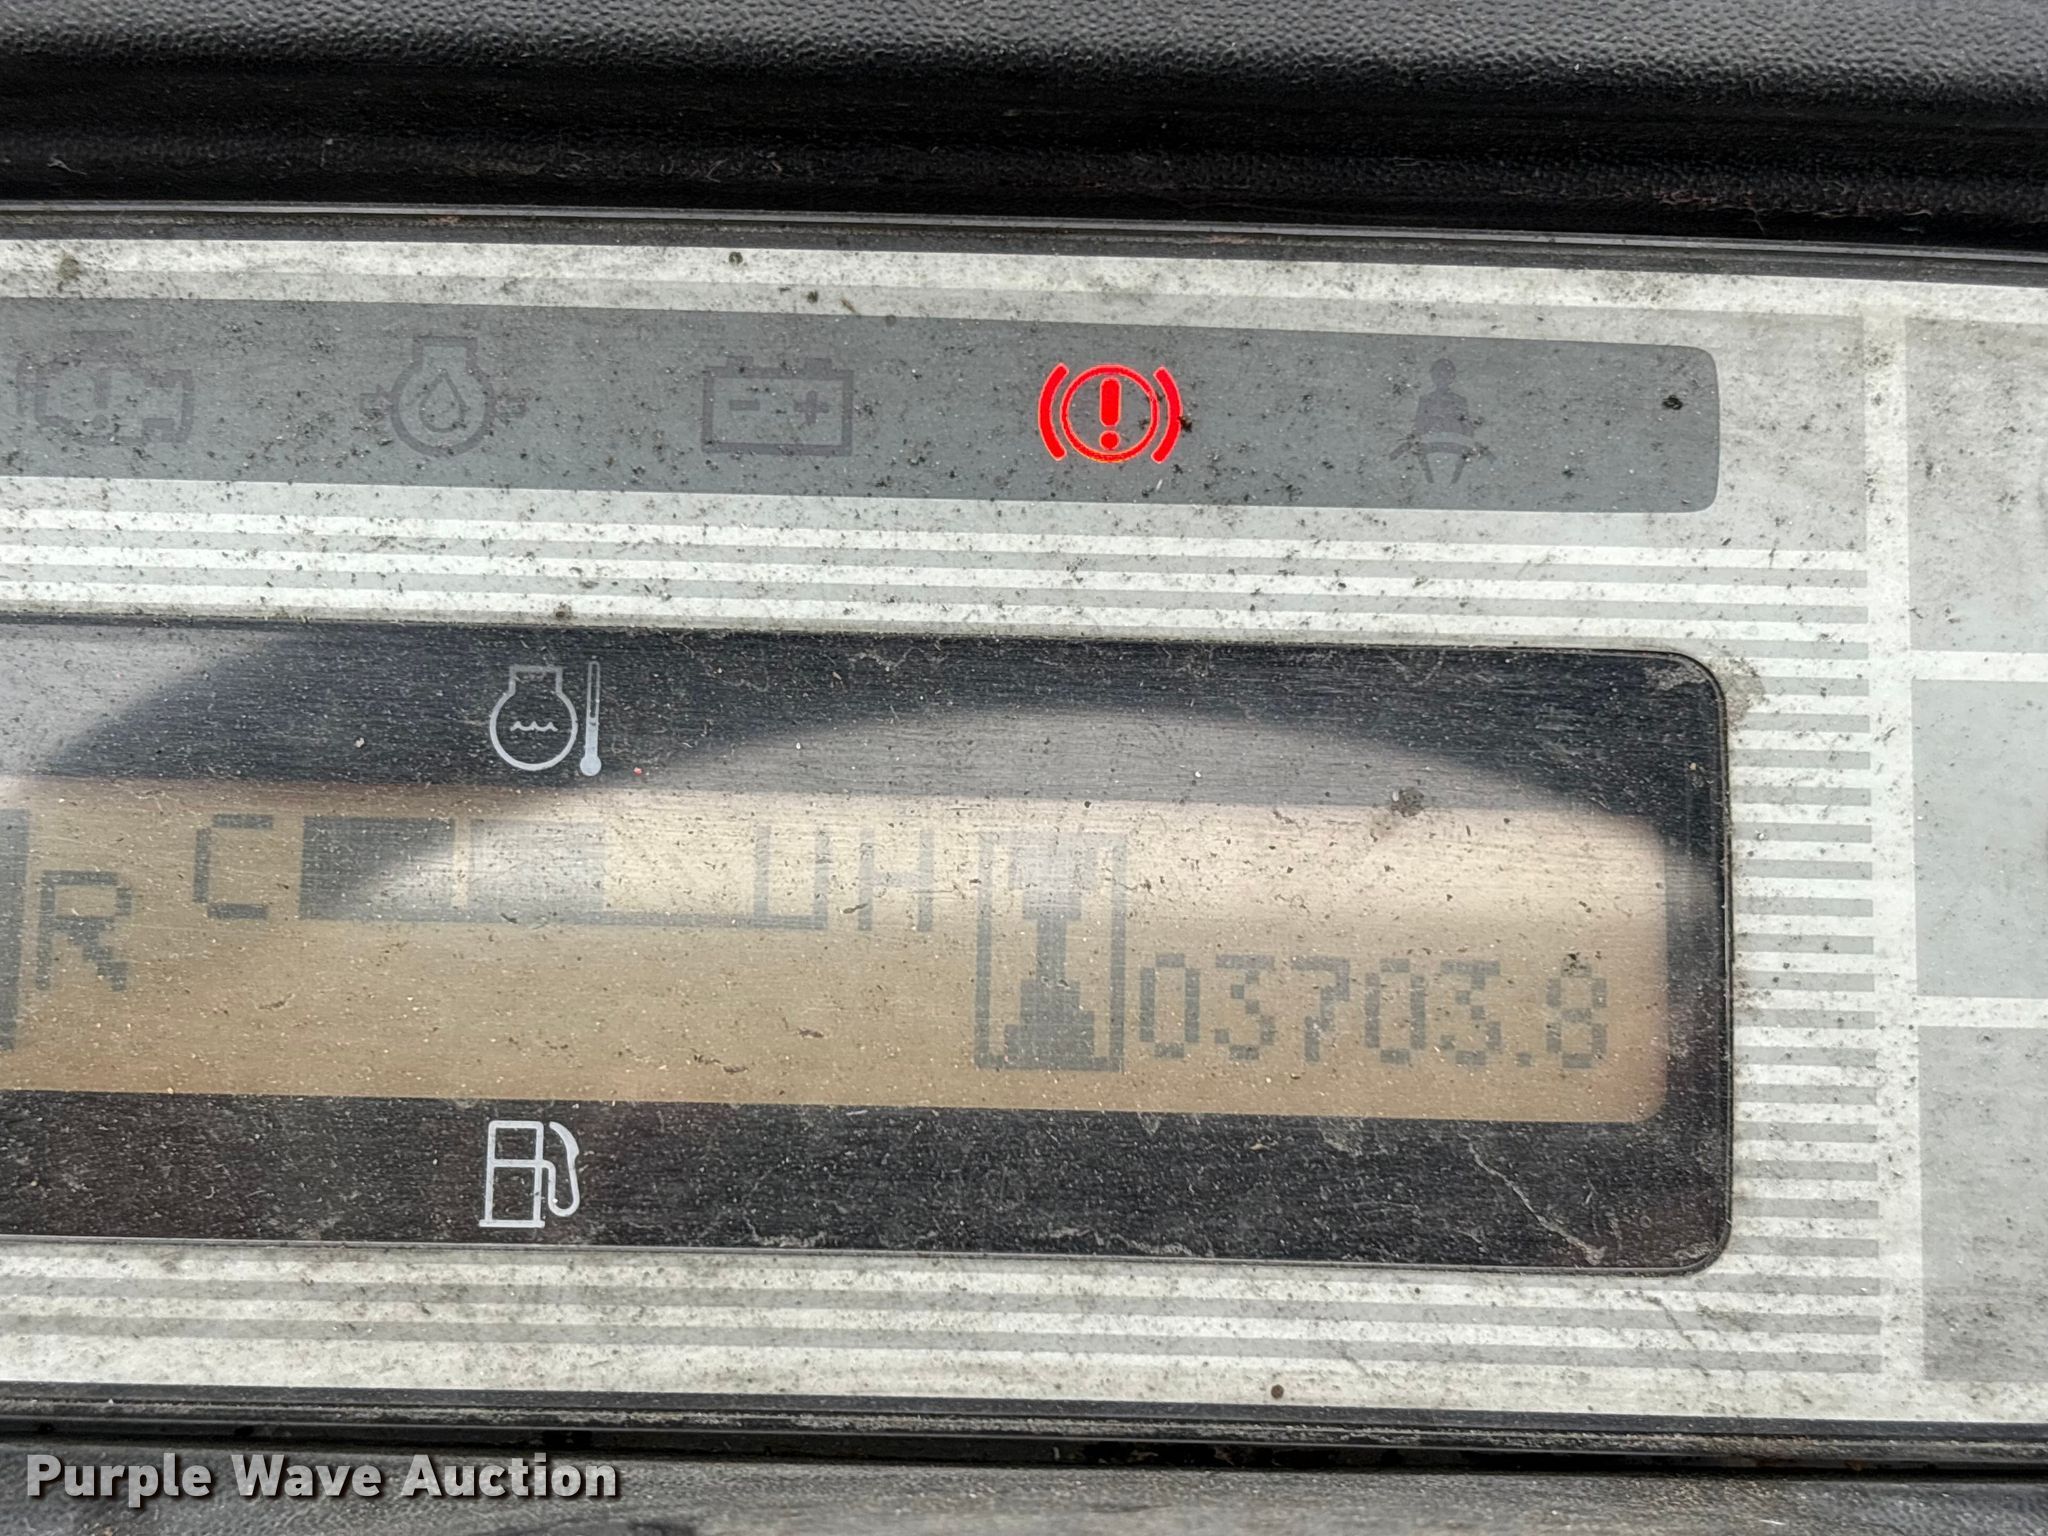 C H
R 03703.8
Purple Wave Auction